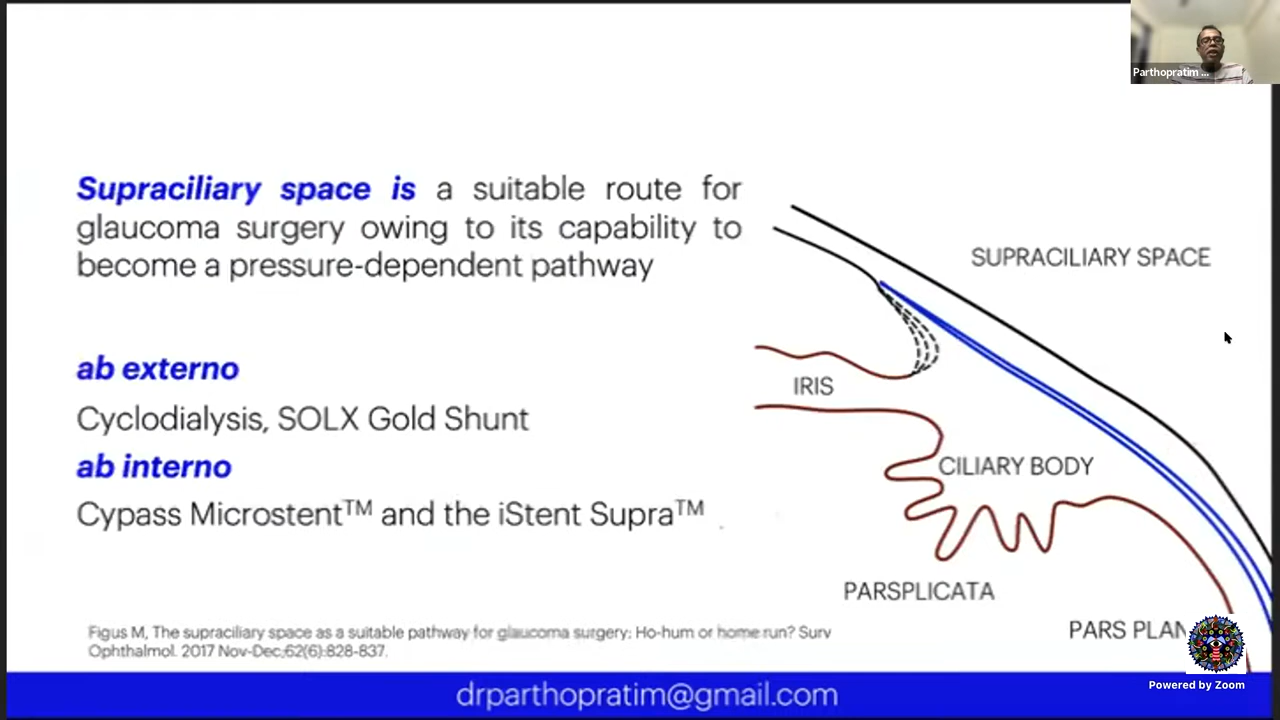 Parthopratim ...
Supraciliary space is a suitable route for
glaucoma surgery owing to its capability to
become a pressure-dependent pathway
ab externo
Cyclodialysis, SOLX Gold Shunt
ab interno
Cypass Microstent™ and the iStent Supra™ .
SUPRACILIARY SPACE
IRIS
CILIARY BODY
PARSPLICATA
PARS PLAN
Figus M, The supraciliary space as a suitable pathway for glaucoma surgery: Ho-hum or home run? Surv
Ophthalmol. 2017 Nov-Dec;62(6):828-837.
Powered by Zoom
drparthopratim@gmail.com